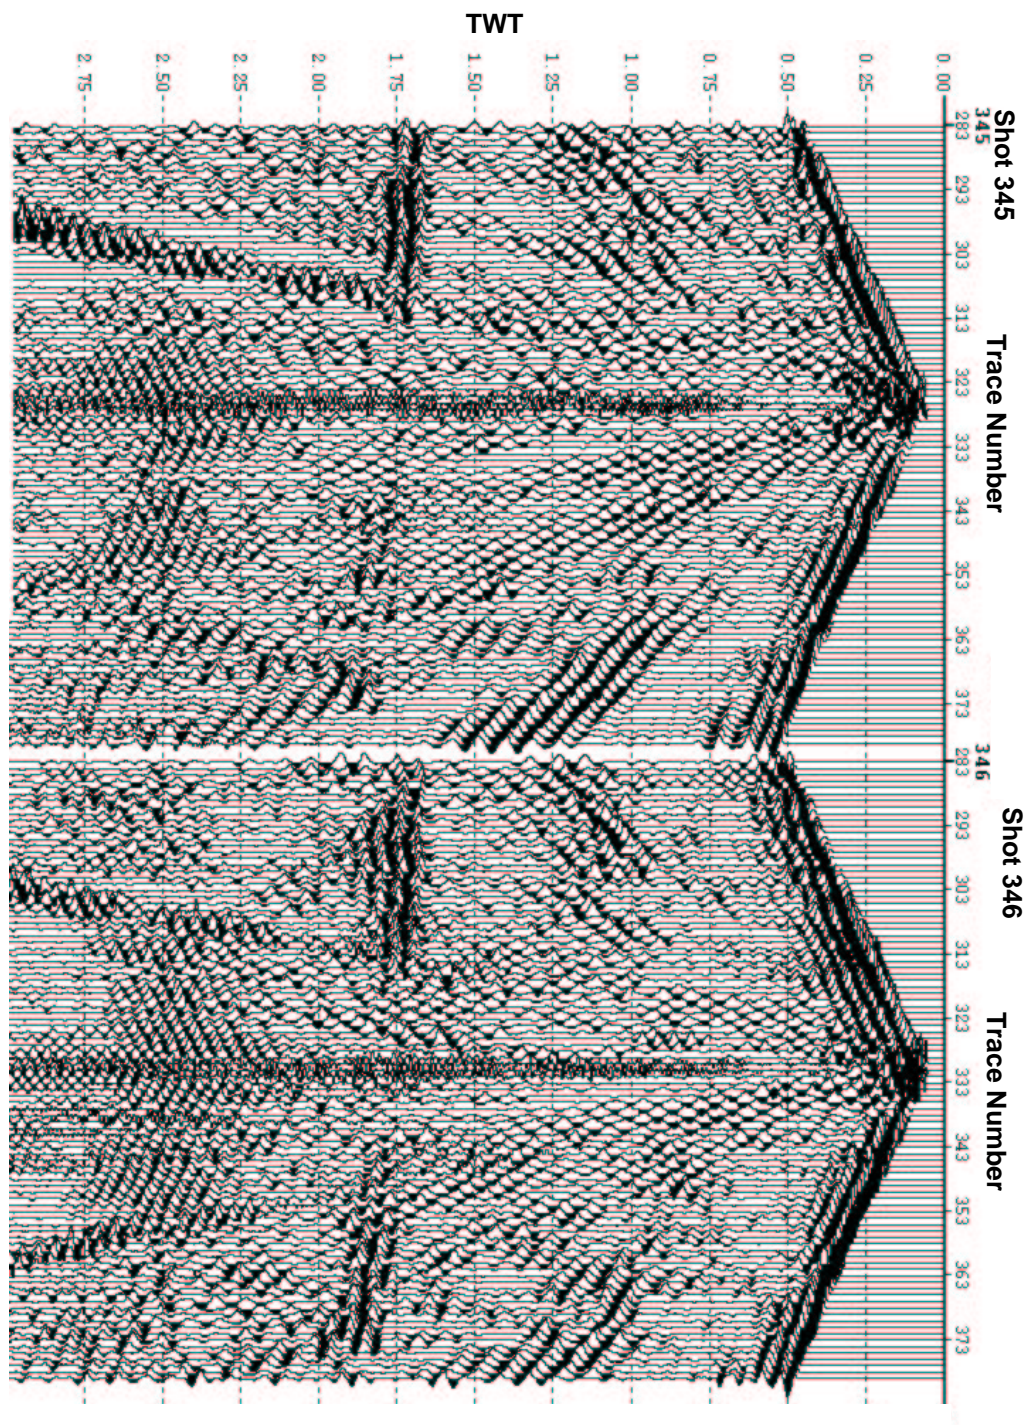 TWT
2.75 2.50 2.25 2.00 1.75 1.50 1.25 1.00 0.75 0.50 0.25 0.00
Shot 345
345
283 293 303 313 323 333 343 353 363 373
Trace Number
Shot 346
346
283 293 303 313 323 333 343 353 363 373
Trace Number